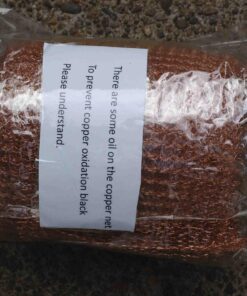 There are some oil on the copper net
To prevent copper oxidation black
Please understand.